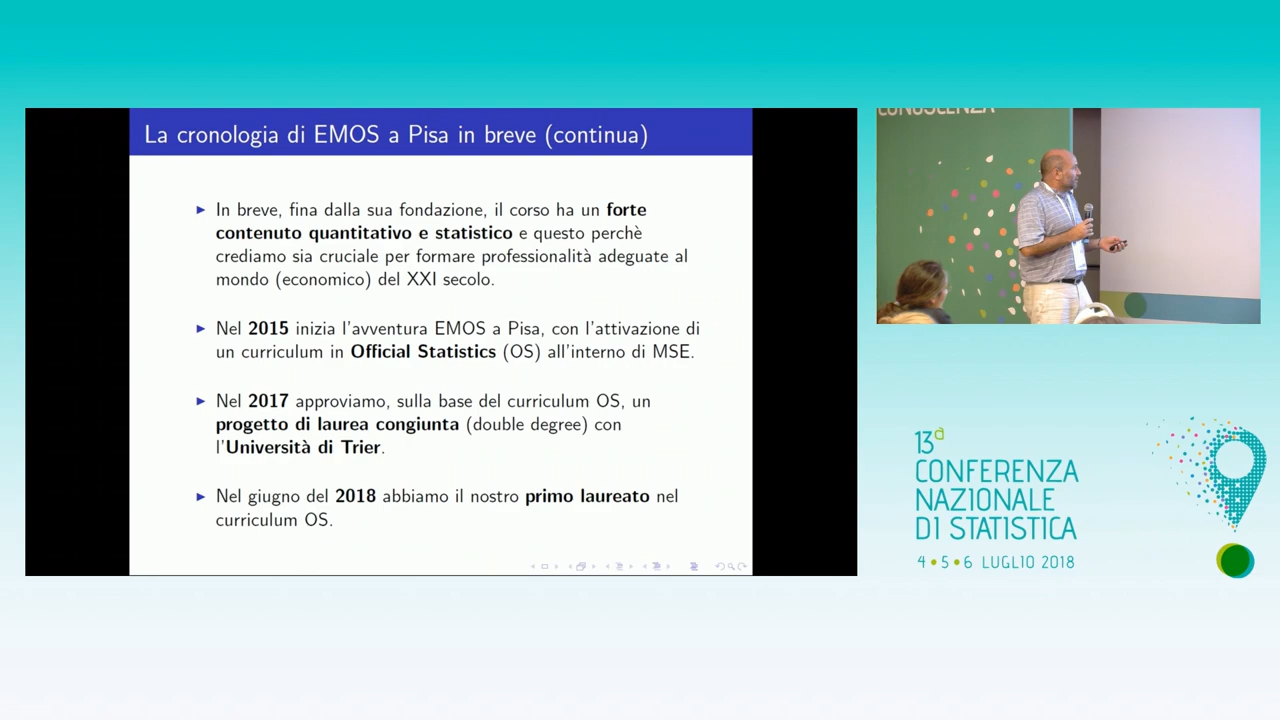 La cronologia di EMOS a Pisa in breve (continua)
In breve, fina dalla sua fondazione, il corso ha un forte
contenuto quantitativo e statistico e questo perchè
crediamo sia cruciale per formare professionalità adeguate al
mondo (economico) del XXI secolo.
Nel 2015 inizia l'avventura EMOS a Pisa, con l'attivazione di
un curriculum in Official Statistics (OS) all'interno di MSE.
Nel 2017 approviamo, sulla base del curriculum OS, un
progetto di laurea congiunta (double degree) con
l'Università di Trier.
Nel giugno del 2018 abbiamo il nostro primo laureato nel
curriculum OS.
CONOSCENZA
13ª
CONFERENZA
NAZIONALE
DI STATISTICA
4 • 5 • 6 LUGLIO 2018